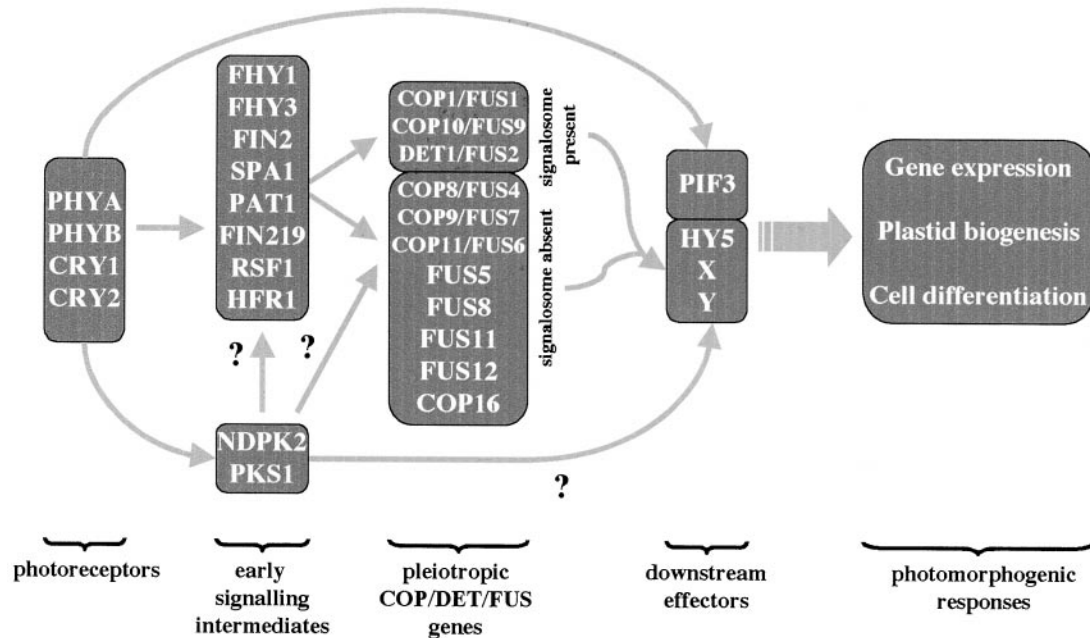 PHYA
PHYB
CRY1
CRY2
FHY1
FHY3
FIN2
SPA1
PAT1
FIN219
RSF1
HFR1
?
?
NDPK2
PKS1
COP1/FUS1
COP10/FUS9
DET1/FUS2
COP8/FUS4
COP9/FUS7
COP11/FUS6
FUS5
FUS8
FUS11
FUS12
COP16
signalosome
present
signalosome absent
?
PIF3
HY5
X
Y
Gene expression
Plastid biogenesis
Cell differentiation
photoreceptors
early
signalling
intermediates
pleiotropic
COP/DET/FUS
genes
downstream
effectors
photomorphogenic
responses